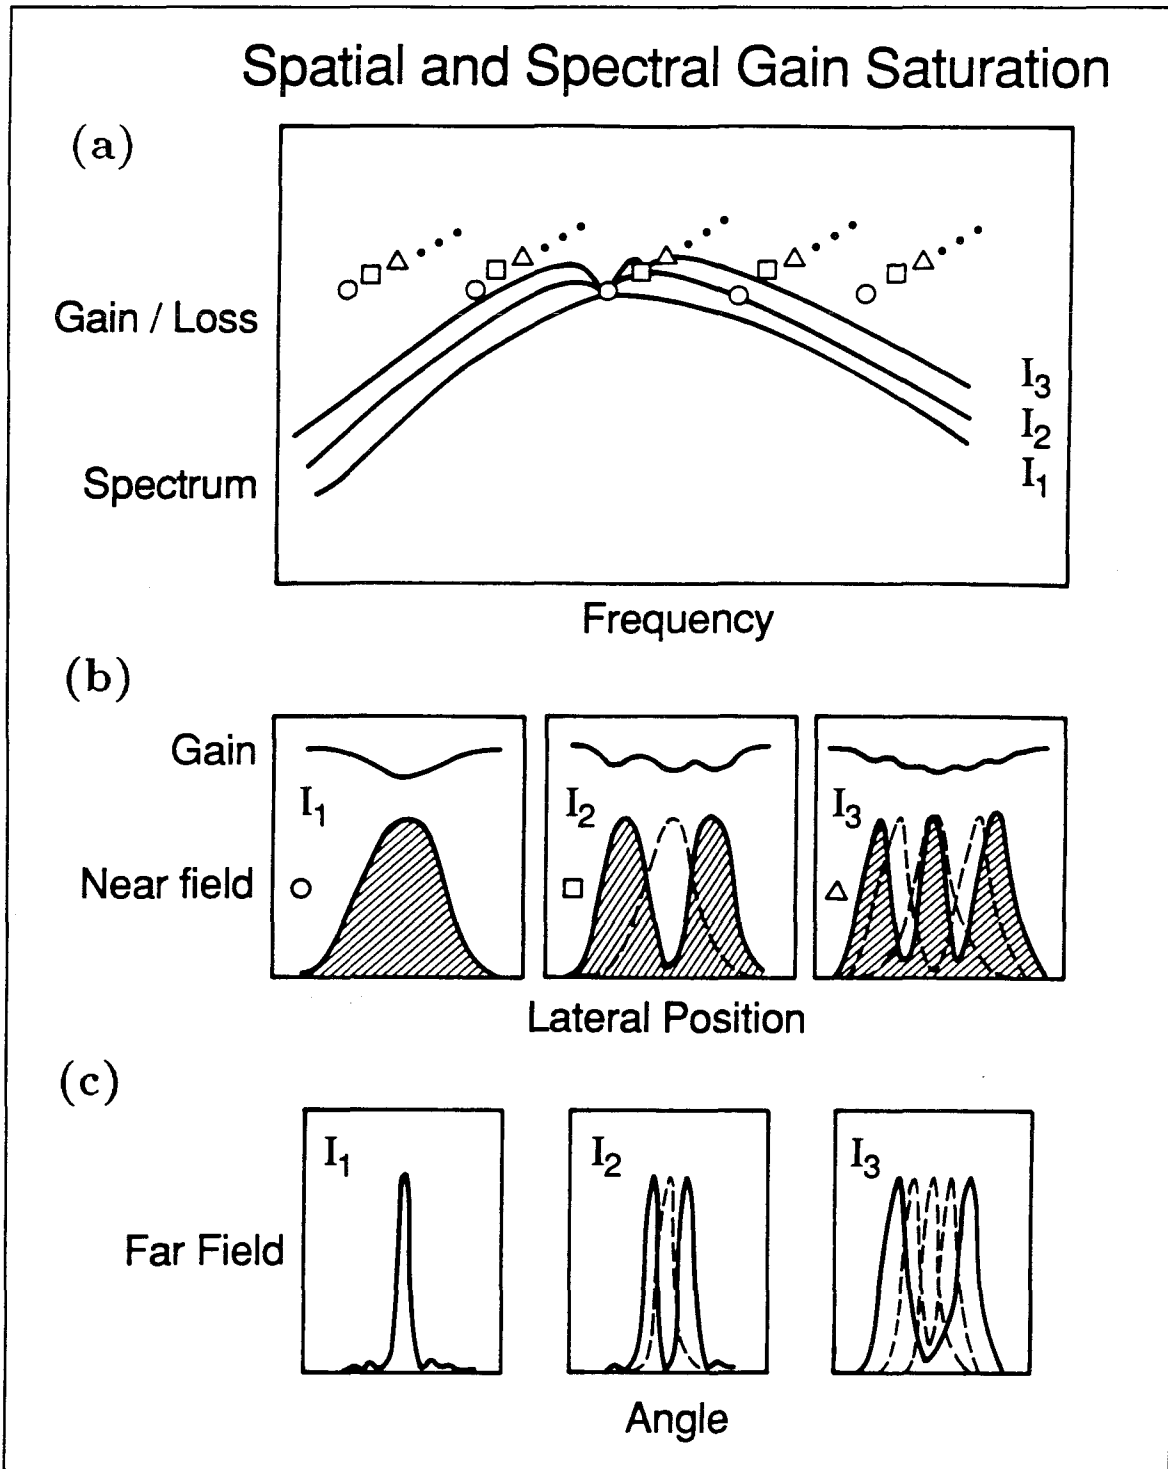 Spatial and Spectral Gain Saturation
(a)
Gain / Loss
Spectrum
I3
I2
I1
Frequency
(b)
Gain
Near field
I1
I2
I3
Lateral Position
(c)
Far Field
I1
I2
I3
Angle